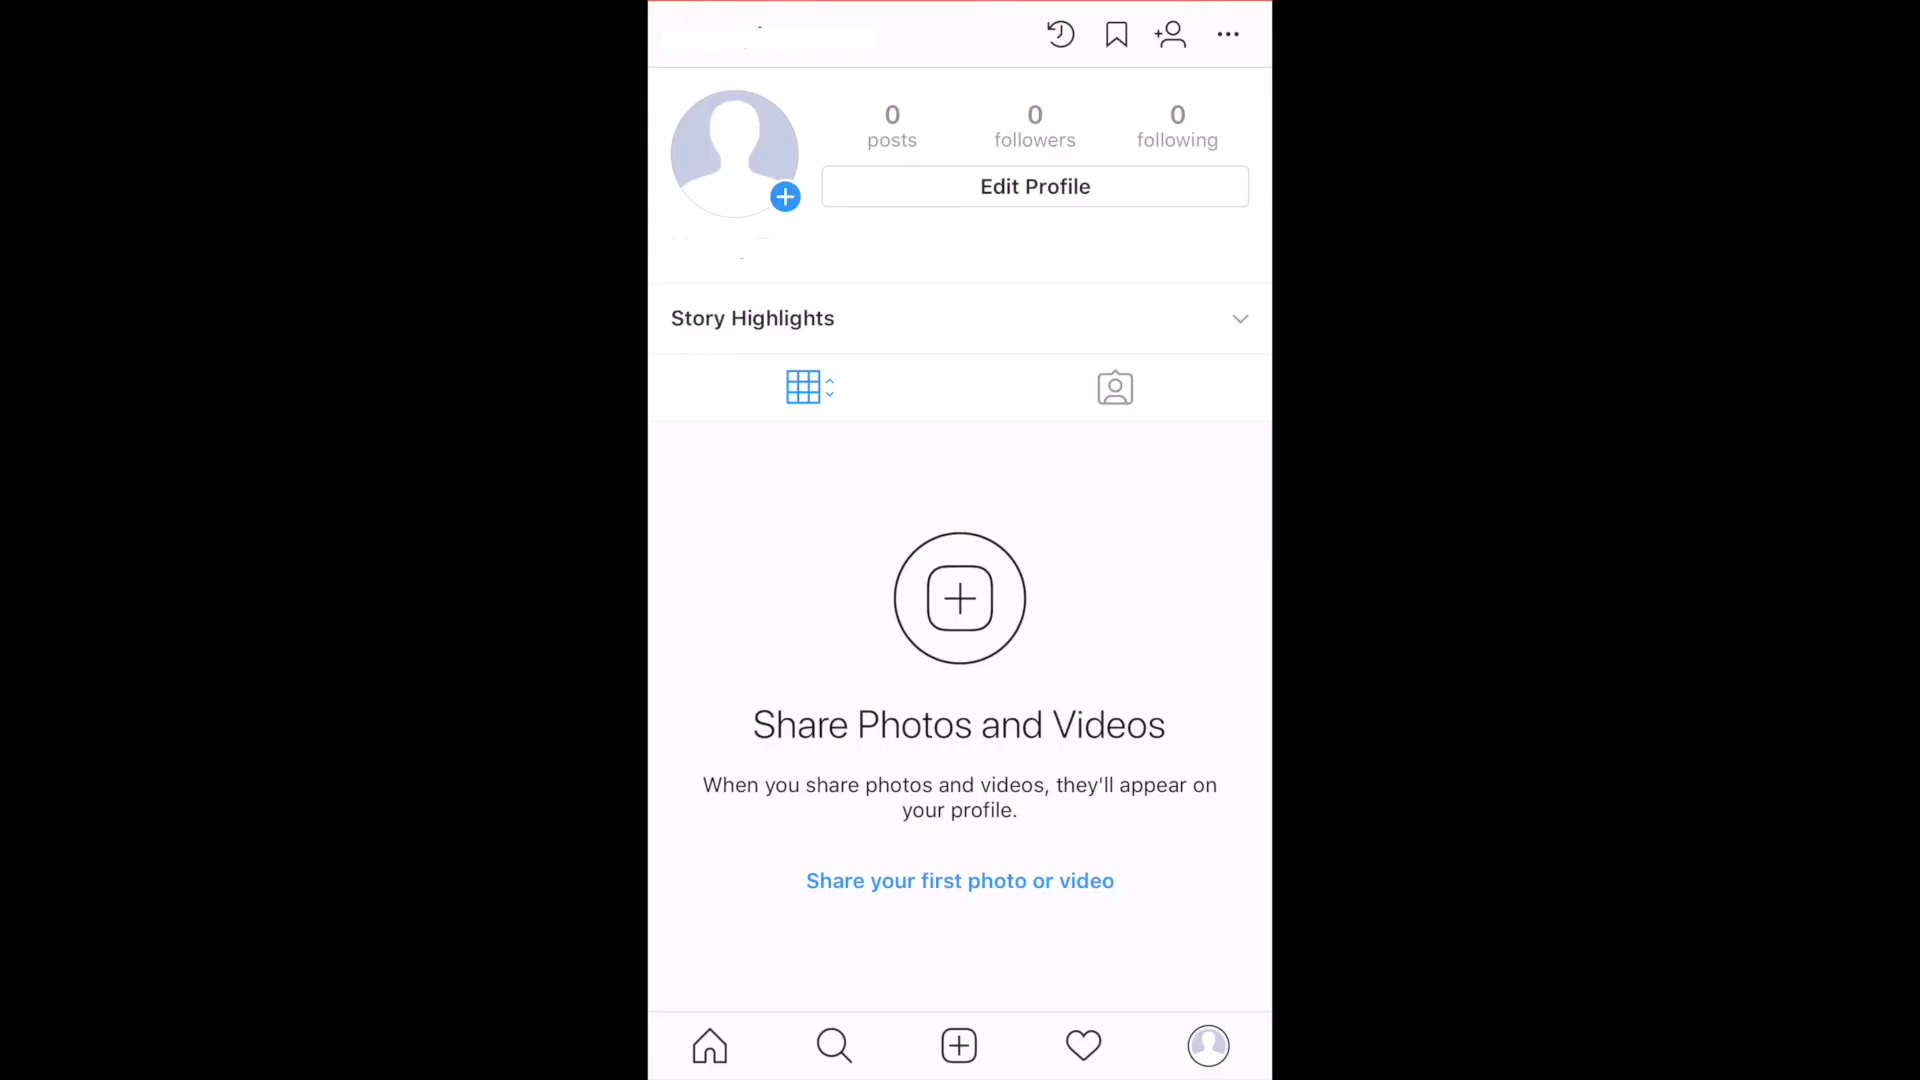 0 0 0
posts followers following
Edit Profile
Story Highlights
Share Photos and Videos
When you share photos and videos, they'll appear on
your profile.
Share your first photo or video